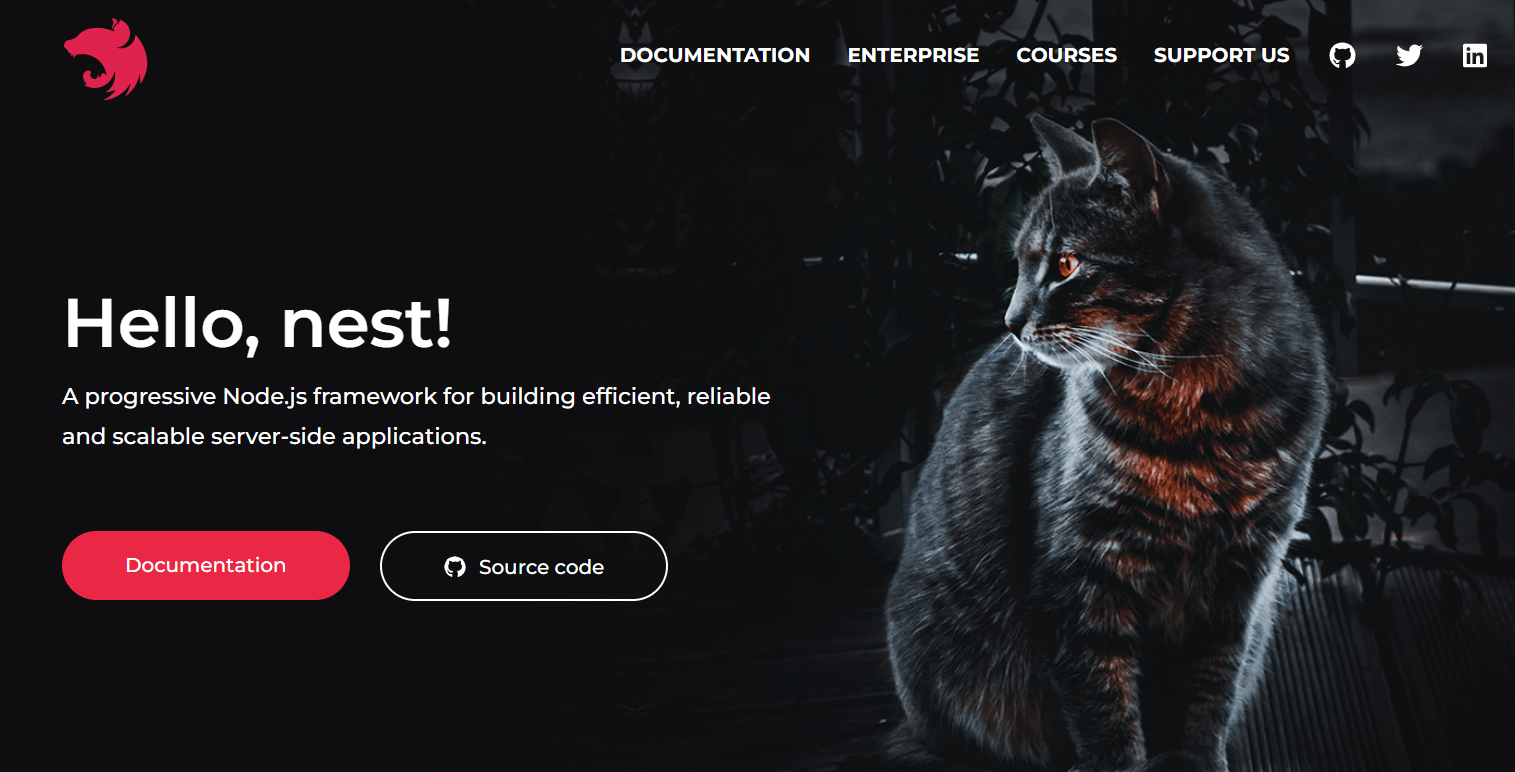 DOCUMENTATION ENTERPRISE COURSES SUPPORT US
Hello, nest!
A progressive Node.js framework for building efficient, reliable
and scalable server-side applications.
Documentation Source code